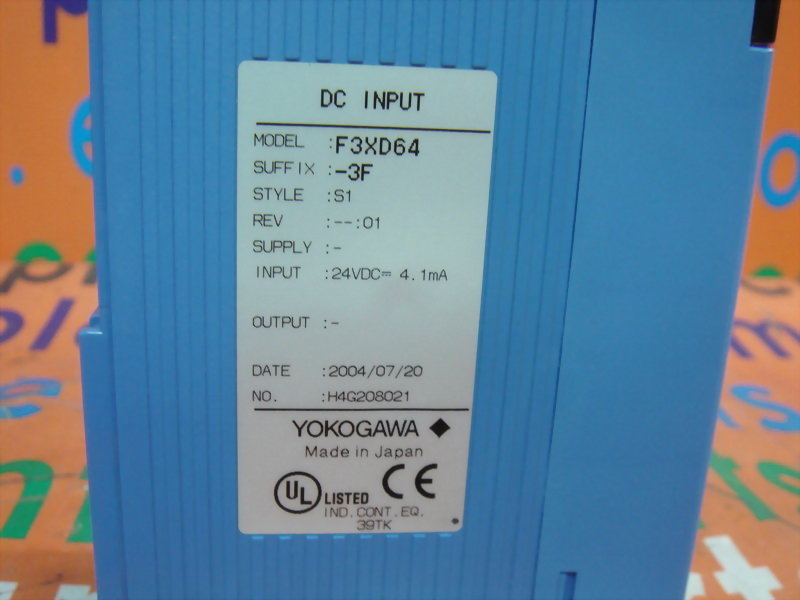 DC INPUT
MODEL :F3XD64
SUFFIX :-3F
STYLE :S1
REV :--:01
SUPPLY :-
INPUT :24VDC⎓ 4.1mA
OUTPUT :-
DATE :2004/07/20
NO. :H4G208021
YOKOGAWA ◆
Made in Japan
UL LISTED CE
IND.CONT.EQ.
39TK